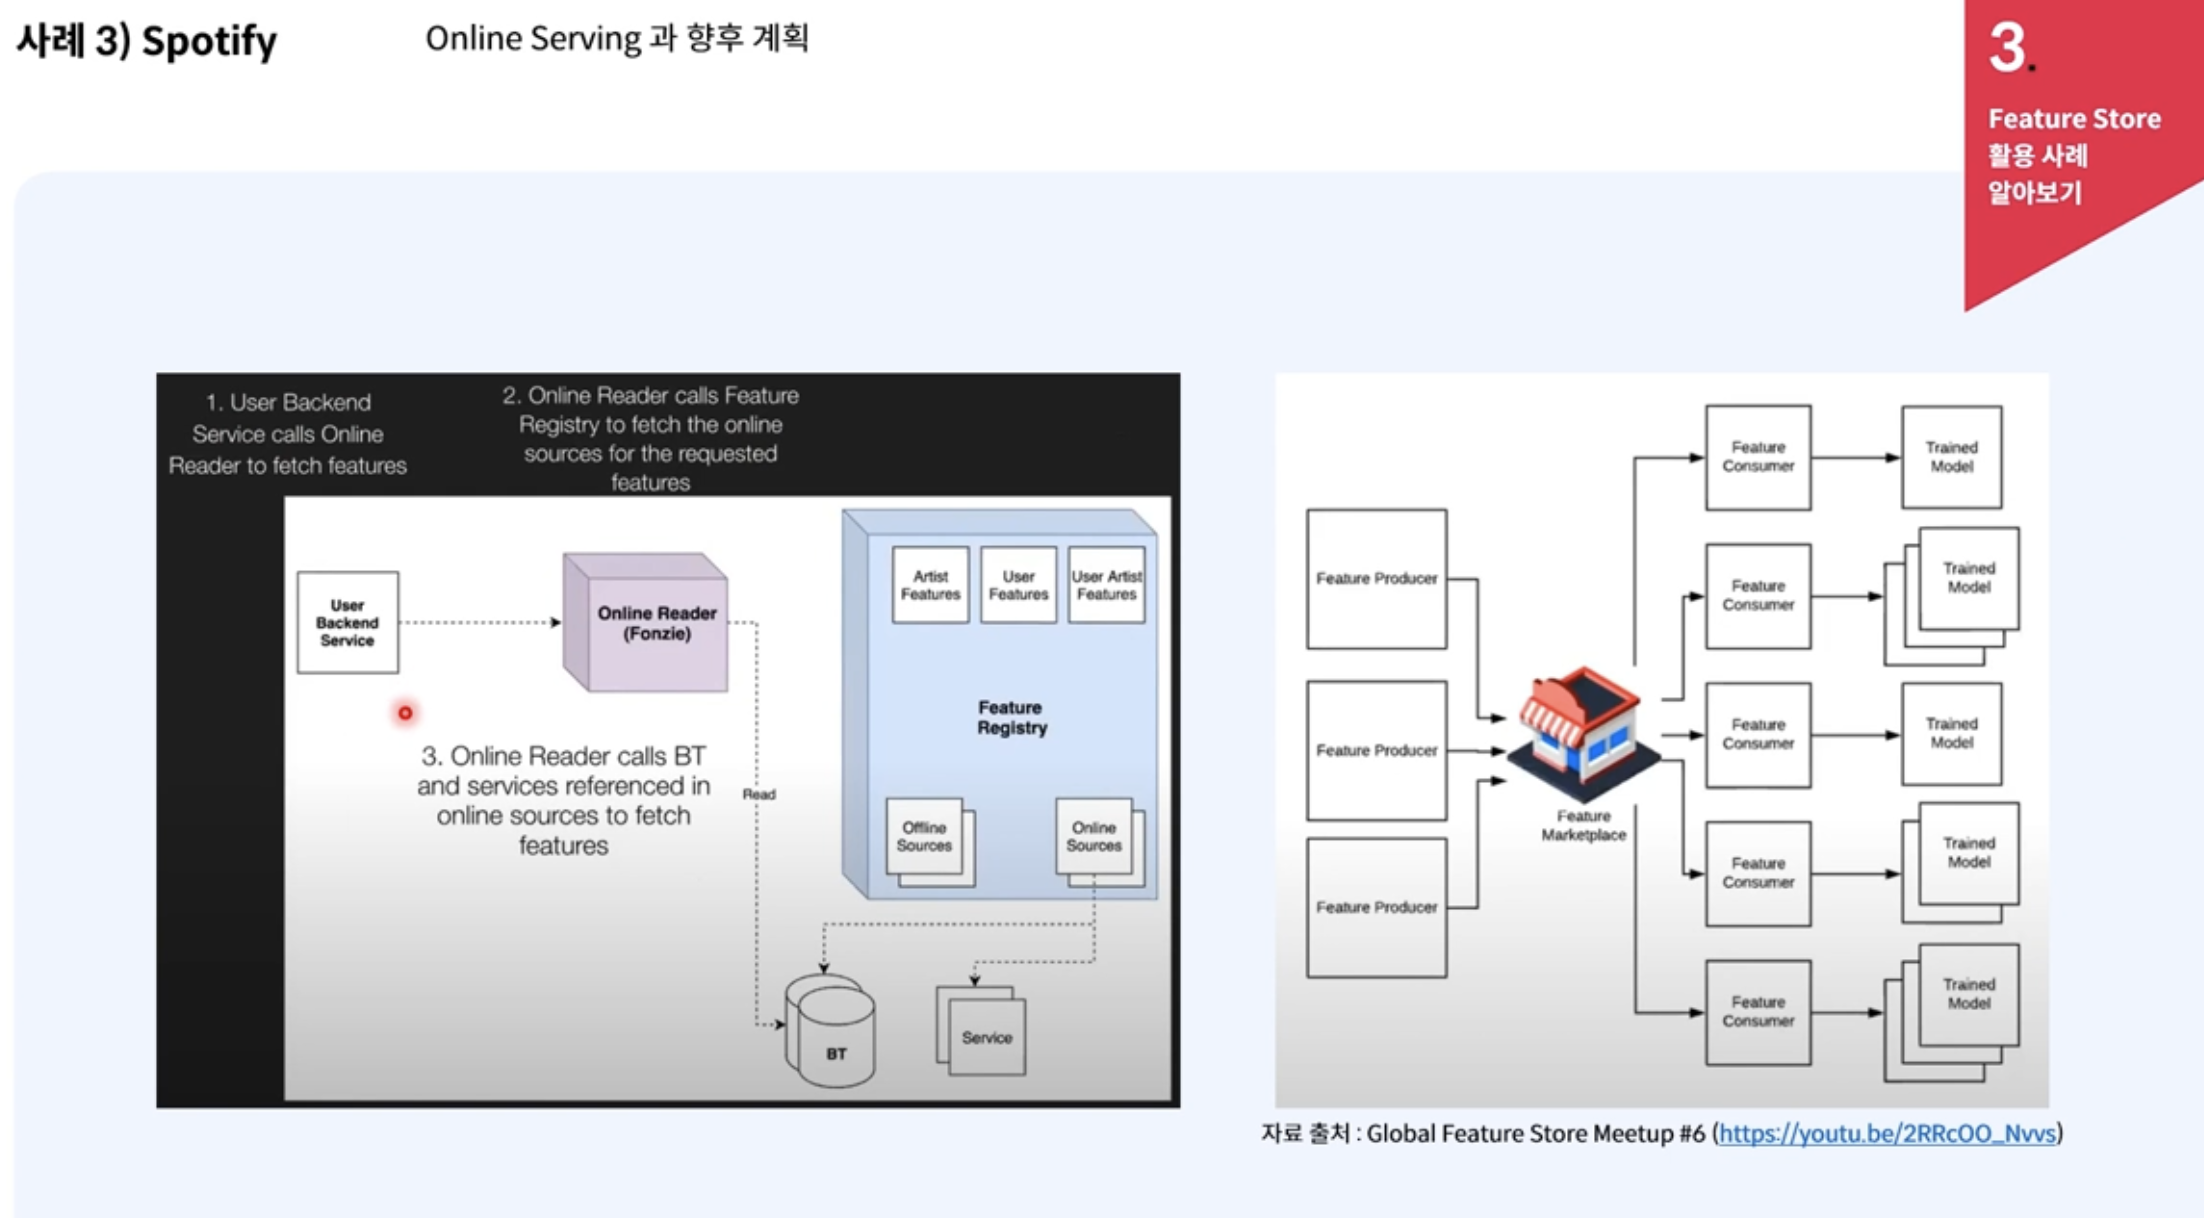 사례 3) Spotify
Online Serving 과 향후 계획
3.
Feature Store
활용 사례
알아보기
1. User Backend
Service calls Online
Reader to fetch features
2. Online Reader calls Feature
Registry to fetch the online
sources for the requested
features
User
Backend
Service
Online Reader
(Fonzie)
Artist
Features
User
Features
User Artist
Features
Feature
Registry
3. Online Reader calls BT
and services referenced in
online sources to fetch
features
Read
Offline
Sources
Online
Sources
BT
Service
Feature Producer
Feature Producer
Feature Producer
Feature
Marketplace
Feature
Consumer
Trained
Model
Feature
Consumer
Trained
Model
Feature
Consumer
Trained
Model
Feature
Consumer
Trained
Model
Feature
Consumer
Trained
Model
자료 출처 : Global Feature Store Meetup #6 (https://youtu.be/2RRcOO_Nvvs)